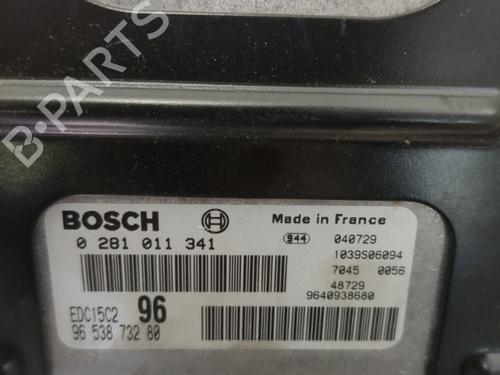 B-PARTS
BOSCH
Made in France
0 281 011 341
944 040729
1039S06094
7045 0056
48729
9640938680
EDC15C2 96
96 538 732 80